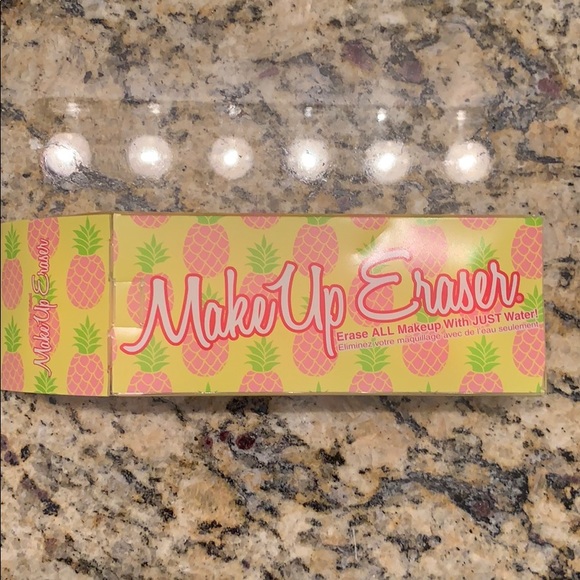 MakeUp Eraser
MakeUp Eraser.
Erase ALL Makeup With JUST Water!
Éliminez votre maquillage avec de l'eau seulement